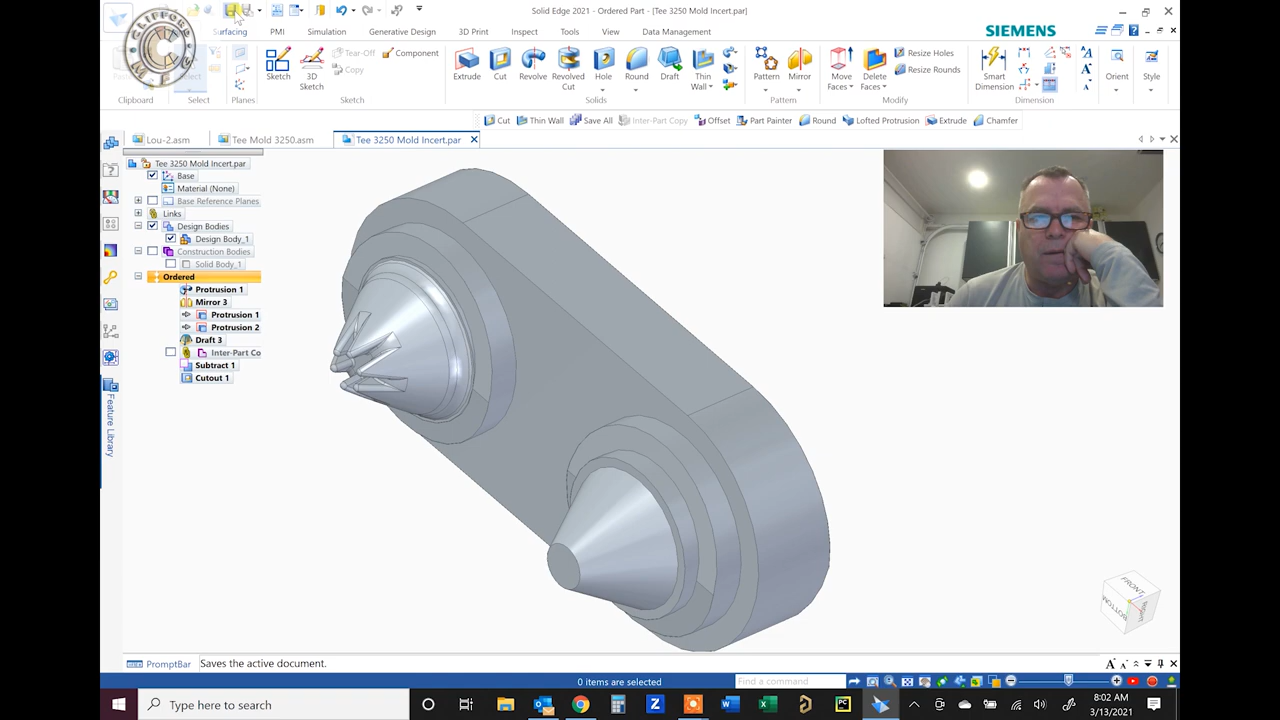 Solid Edge 2021 - Ordered Part - [Tee 3250 Mold Incert.par]
Surfacing PMI Simulation Generative Design 3D Print Inspect Tools View Data Management
SIEMENS
CLIFFORD
Select
Sketch
3D Sketch
Tear-Off
Copy
Component
Extrude
Cut
Revolve
Revolved Cut
Hole
Round
Draft
Thin Wall
Pattern
Mirror
Move Faces
Delete Faces
Resize Holes
Resize Rounds
Smart Dimension
Orient
Style
Clipboard Select Planes Sketch Solids Pattern Modify Dimension
Cut Thin Wall Save All Inter-Part Copy Offset Part Painter Round Lofted Protrusion Extrude Chamfer
Lou-2.asm Tee Mold 3250.asm Tee 3250 Mold Incert.par
Tee 3250 Mold Incert.par
Base
Material (None)
Base Reference Planes
Links
Design Bodies
Design Body_1
Construction Bodies
Solid Body_1
Ordered
Protrusion 1
Mirror 3
Protrusion 1
Protrusion 2
Draft 3
Inter-Part Co
Subtract 1
Cutout 1
Feature Library
FRONT
BOTTOM
RIGHT
PromptBar Saves the active document.
0 items are selected
Find a command
Type here to search
8:02 AM
3/13/2021